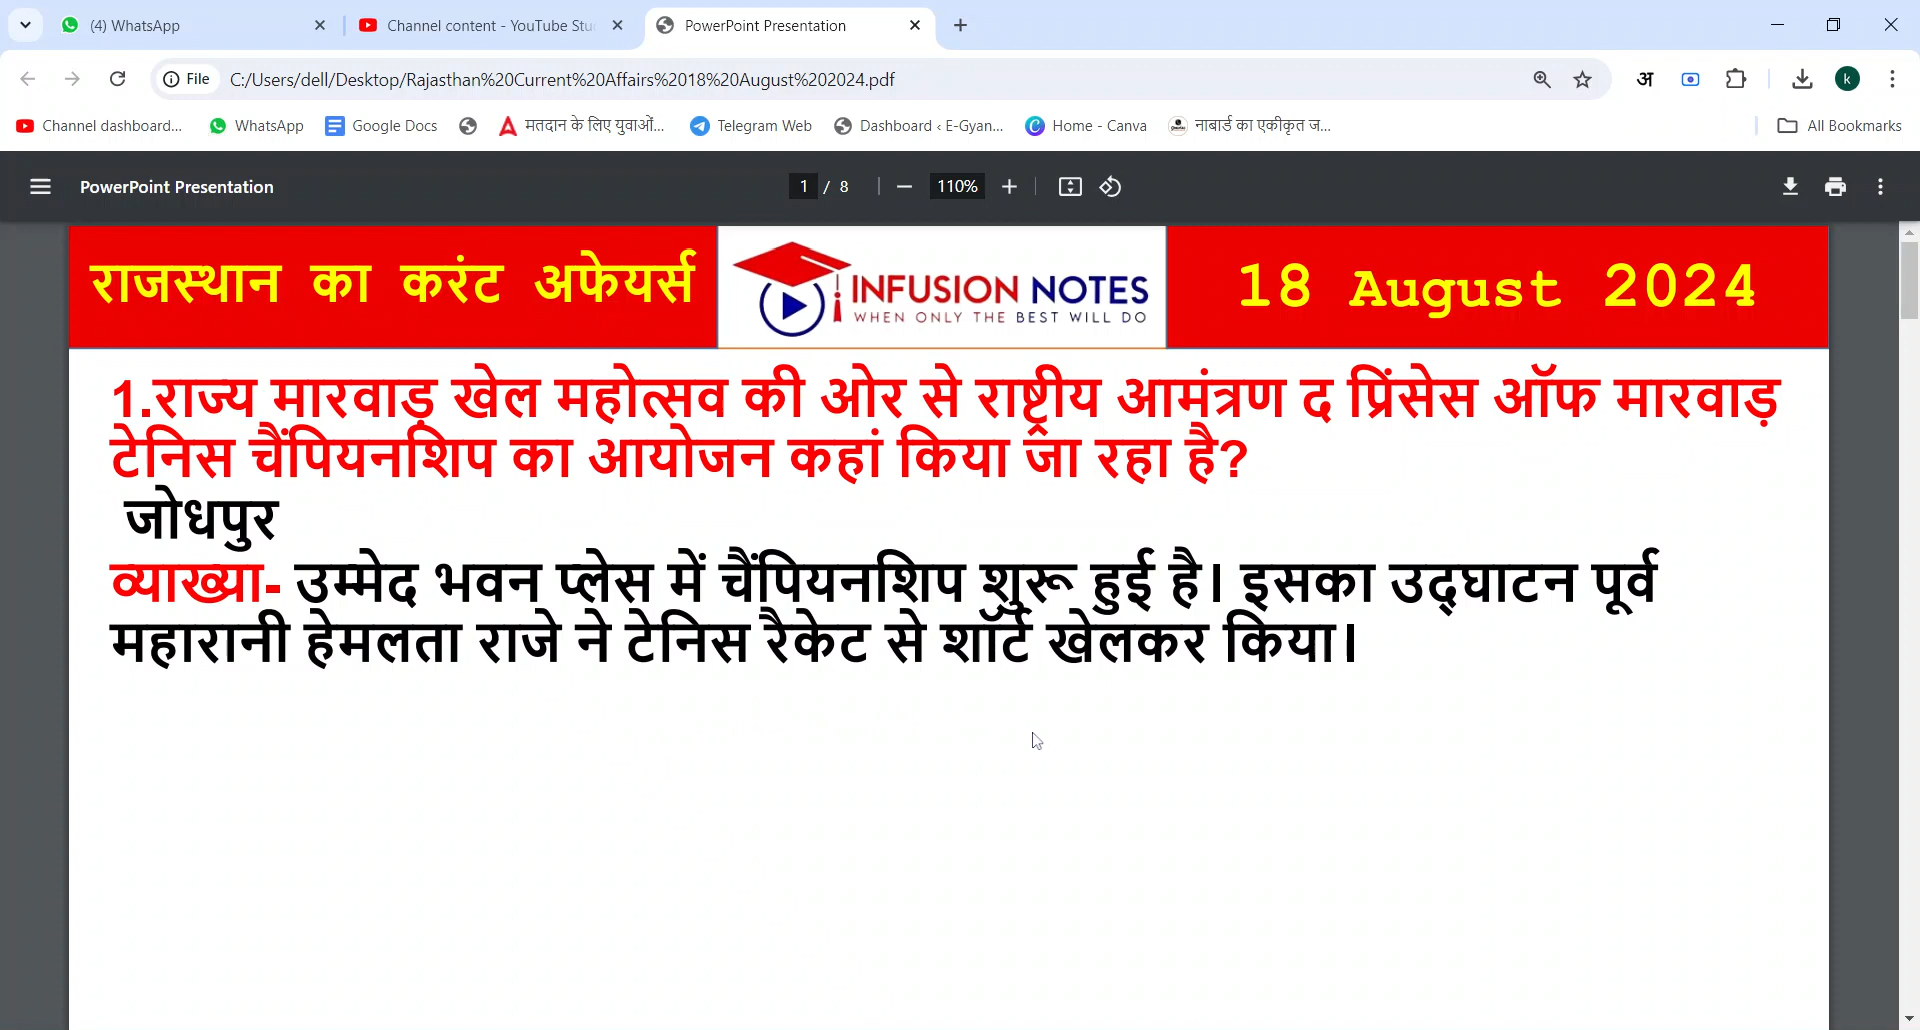 (4) WhatsApp
Channel content - YouTube Stu
PowerPoint Presentation
File
C:/Users/dell/Desktop/Rajasthan%20Current%20Affairs%2018%20August%202024.pdf
अ
k
Channel dashboard...
WhatsApp
Google Docs
मतदान के लिए युवाओं...
Telegram Web
Dashboard ‹ E-Gyan...
Home - Canva
नाबार्ड का एकीकृत ज...
All Bookmarks
PowerPoint Presentation
1 / 8
110%
राजस्थान का करंट अफेयर्स
INFUSION NOTES
WHEN ONLY THE BEST WILL DO
18 August 2024
1.राज्य मारवाड़ खेल महोत्सव की ओर से राष्ट्रीय आमंत्रण द प्रिंसेस ऑफ मारवाड़
टेनिस चैंपियनशिप का आयोजन कहां किया जा रहा है?
जोधपुर
व्याख्या- उम्मेद भवन प्लेस में चैंपियनशिप शुरू हुई है। इसका उद्घाटन पूर्व
महारानी हेमलता राजे ने टेनिस रैकेट से शॉर्ट खेलकर किया।